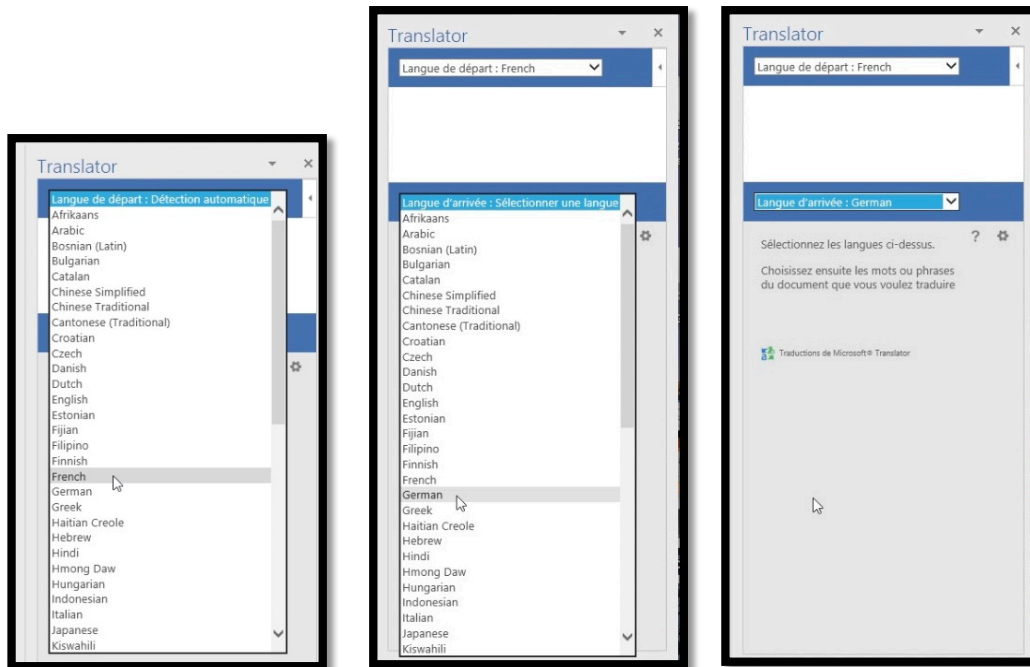 Translator
Langue de départ : Détection automatique
Afrikaans
Arabic
Bosnian (Latin)
Bulgarian
Catalan
Chinese Simplified
Chinese Traditional
Cantonese (Traditional)
Croatian
Czech
Danish
Dutch
English
Estonian
Fijian
Filipino
Finnish
French
German
Greek
Haitian Creole
Hebrew
Hindi
Hmong Daw
Hungarian
Indonesian
Italian
Japanese
Kiswahili
Translator
Langue de départ : French
Langue d'arrivée : Sélectionner une langue
Afrikaans
Arabic
Bosnian (Latin)
Bulgarian
Catalan
Chinese Simplified
Chinese Traditional
Cantonese (Traditional)
Croatian
Czech
Danish
Dutch
English
Estonian
Fijian
Filipino
Finnish
French
German
Greek
Haitian Creole
Hebrew
Hindi
Hmong Daw
Hungarian
Indonesian
Italian
Japanese
Kiswahili
Translator
Langue de départ : French
Langue d'arrivée : German
?
Sélectionnez les langues ci-dessus.
Choisissez ensuite les mots ou phrases
du document que vous voulez traduire
Traductions de Microsoft® Translator